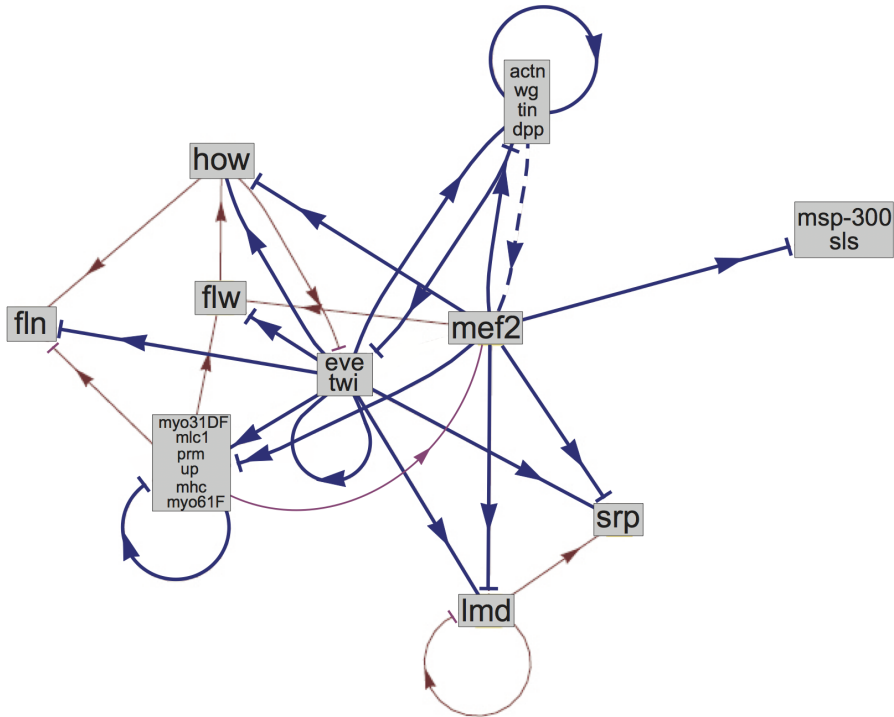 actn
wg
tin
dpp
how
msp-300
sls
flw
fln
mef2
eve
twi
myo31DF
mlc1
prm
up
mhc
myo61F
srp
lmd